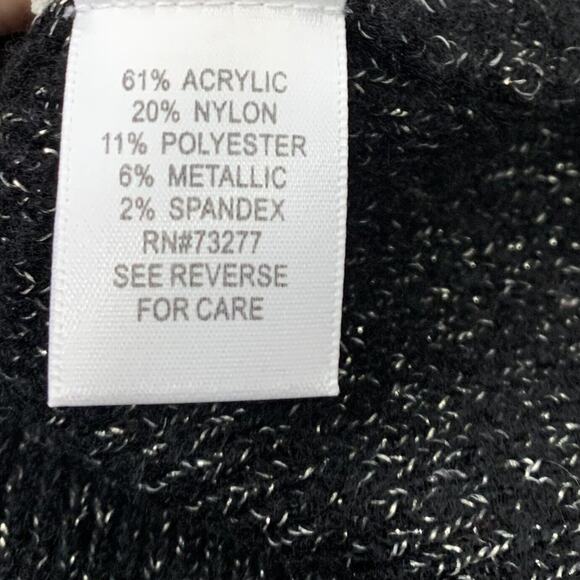 61% ACRYLIC
20% NYLON
11% POLYESTER
6% METALLIC
2% SPANDEX
RN#73277
SEE REVERSE
FOR CARE